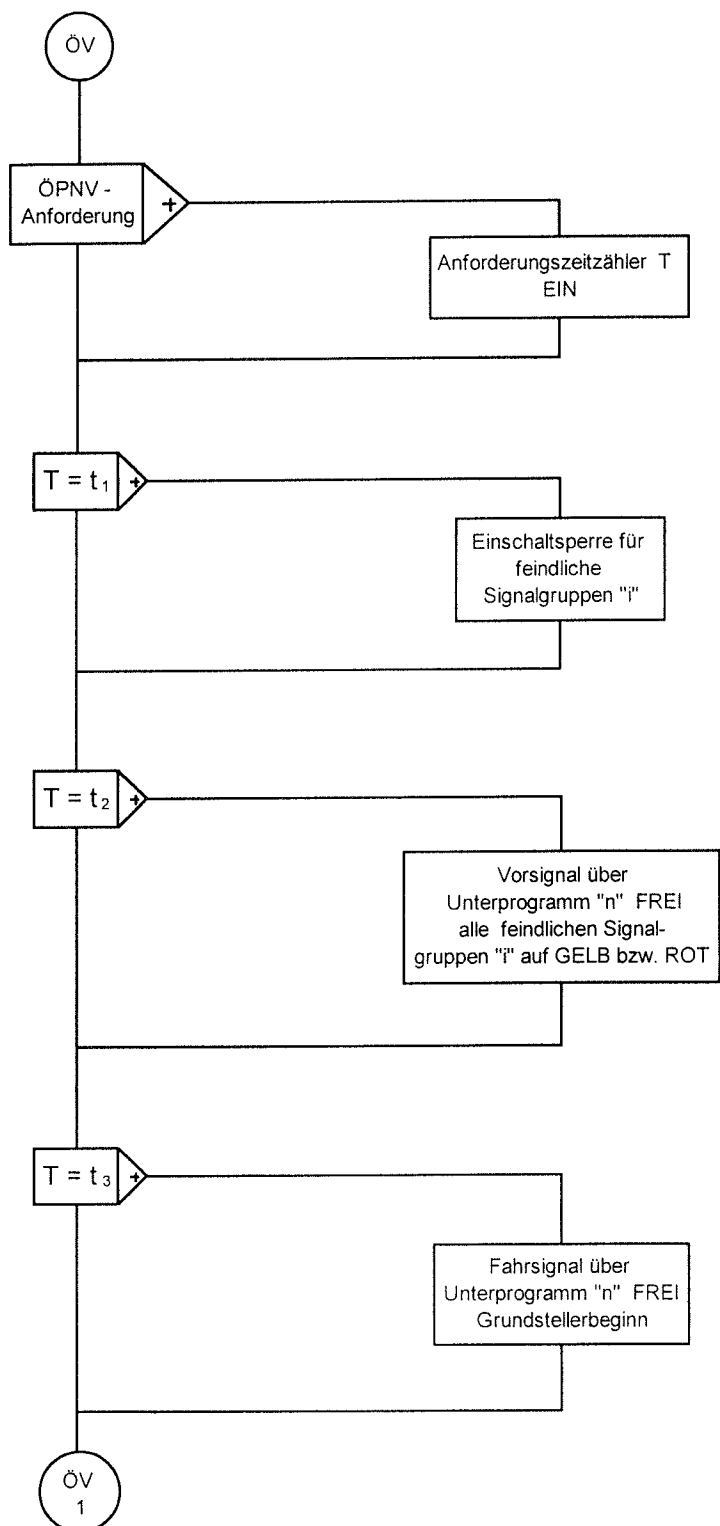 ÖV
ÖPNV -
Anforderung
+
Anforderungszeitzähler T
EIN
T = t₁
+
Einschaltsperre für
feindliche
Signalgruppen "i"
T = t₂
+
Vorsignal über
Unterprogramm "n" FREI
alle feindlichen Signal-
gruppen "i" auf GELB bzw. ROT
T = t₃
+
Fahrsignal über
Unterprogramm "n" FREI
Grundstellerbeginn
ÖV
1